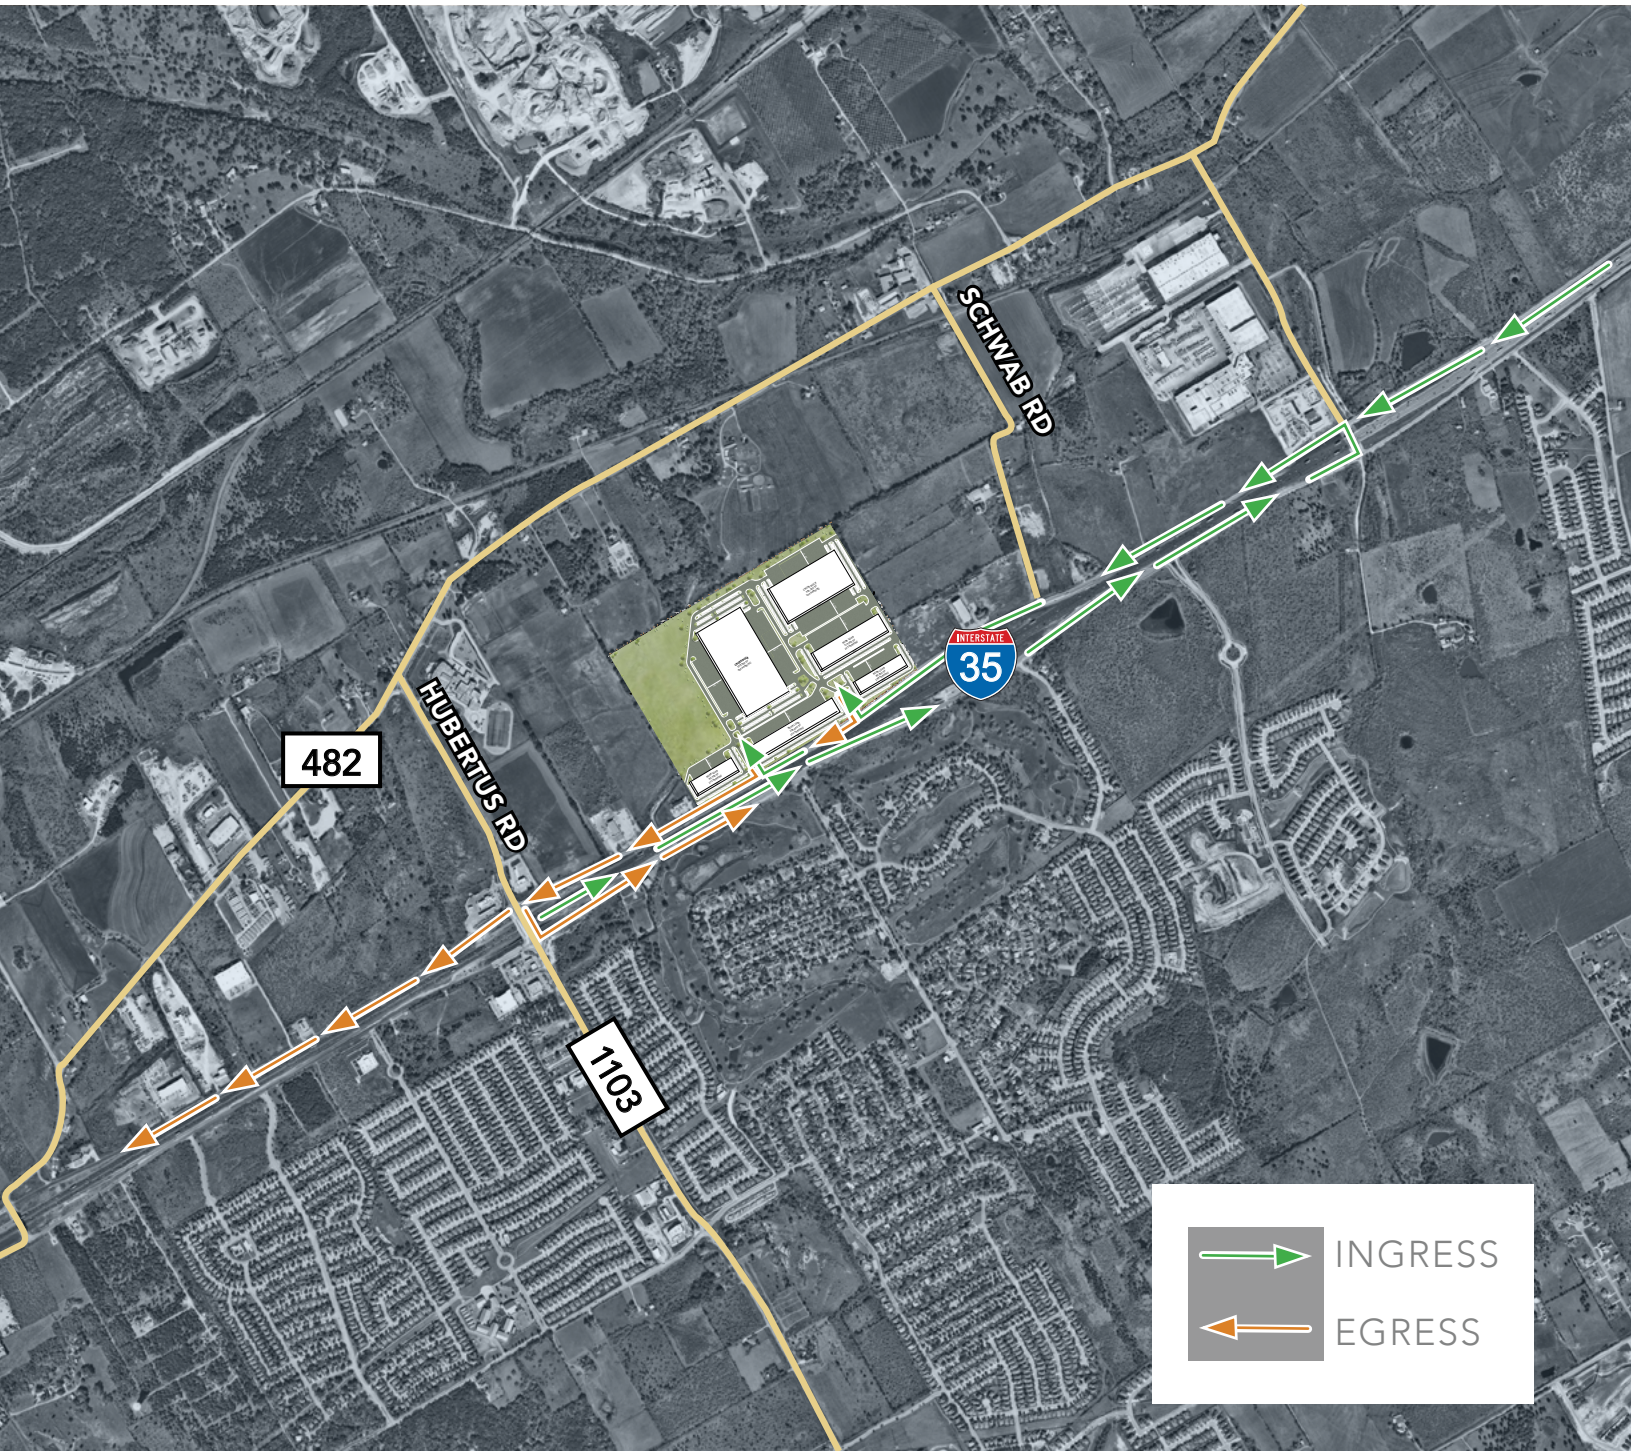 SCHWAB RD
INTERSTATE
35
HUBERTUS RD
482
1103
INGRESS
EGRESS